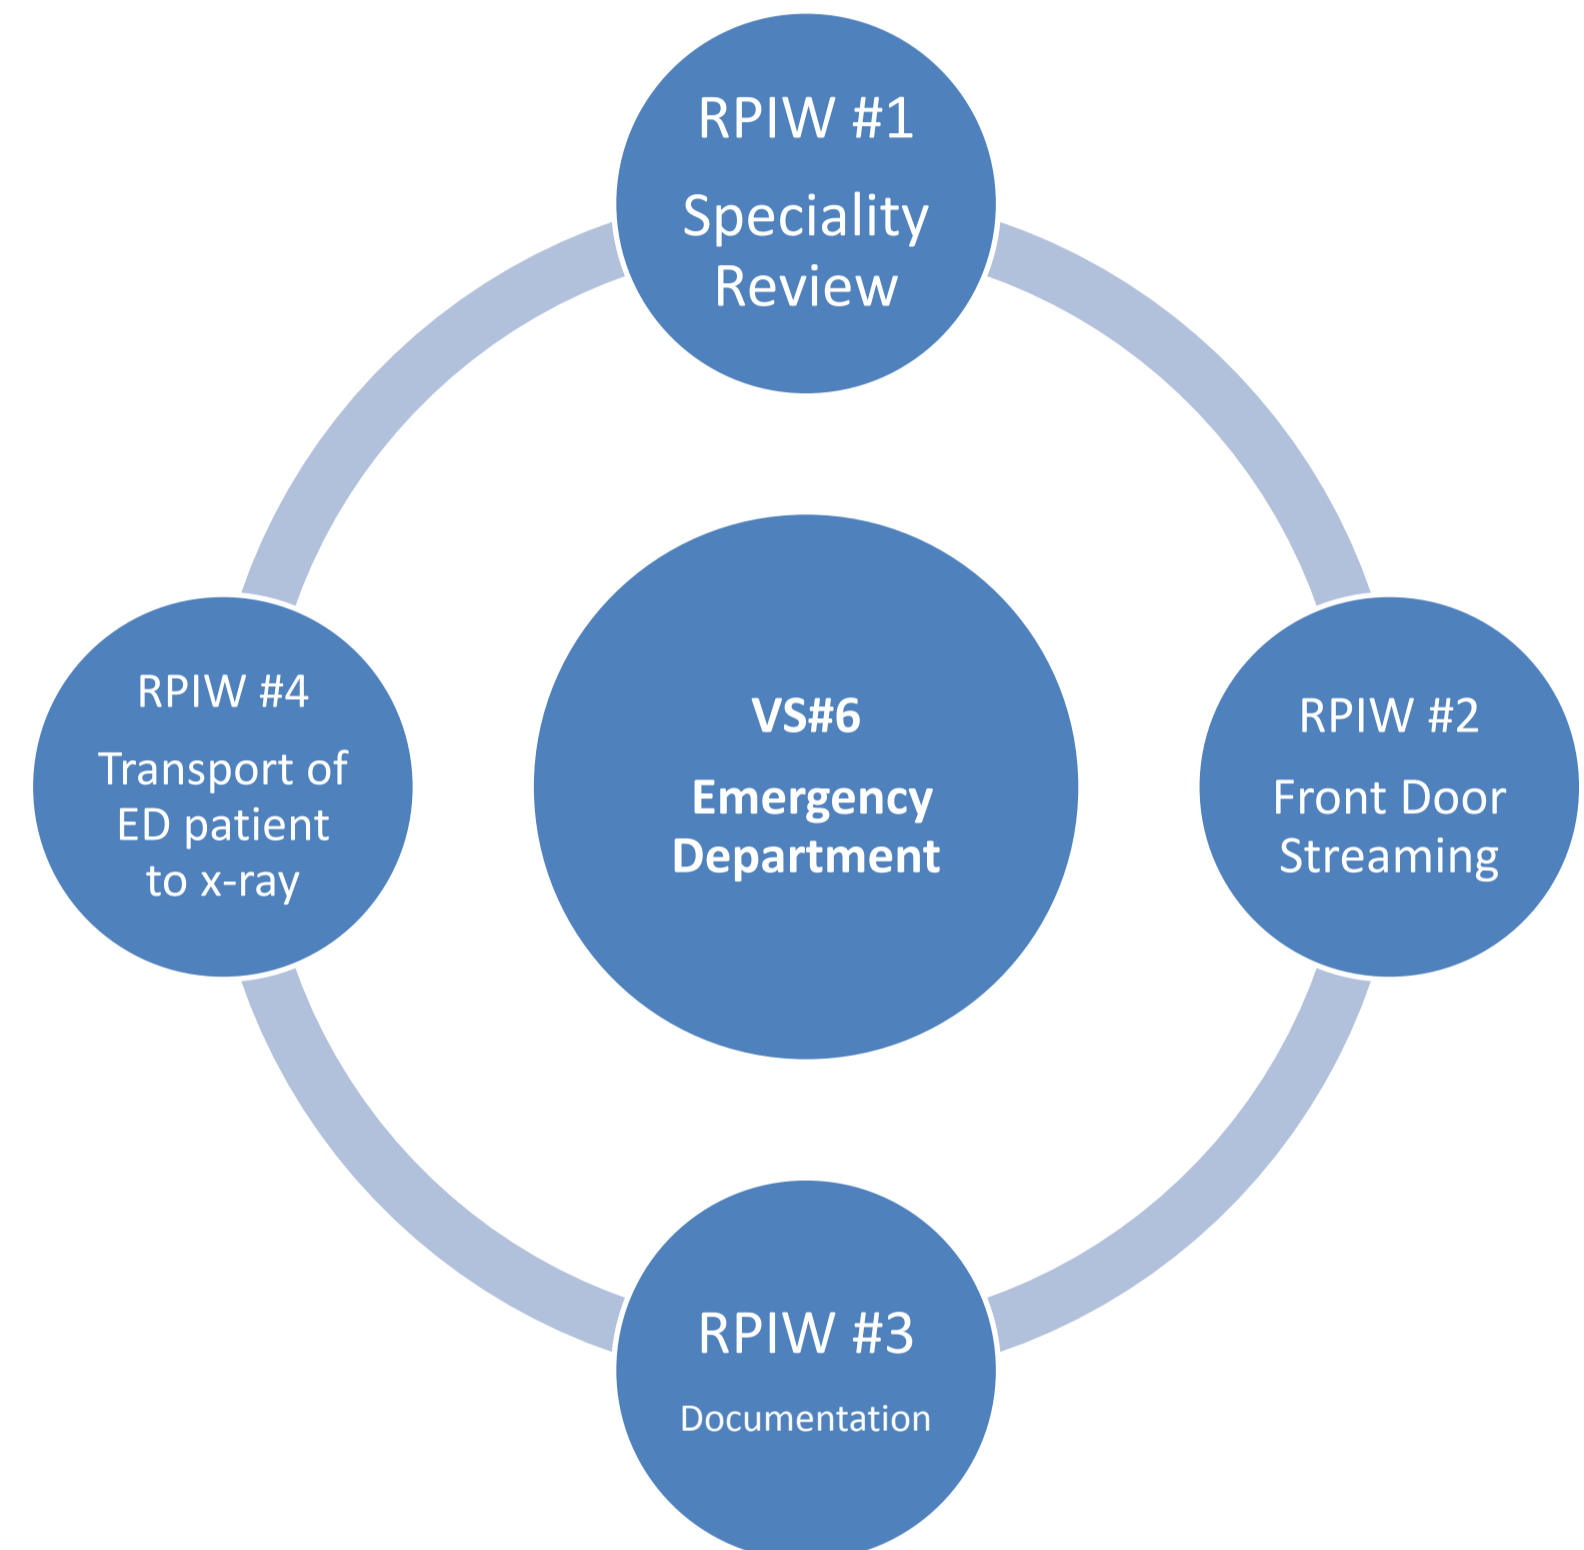 RPIW #1
Speciality
Review
RPIW #4
Transport of
ED patient
to x-ray
VS#6
Emergency
Department
RPIW #2
Front Door
Streaming
RPIW #3
Documentation